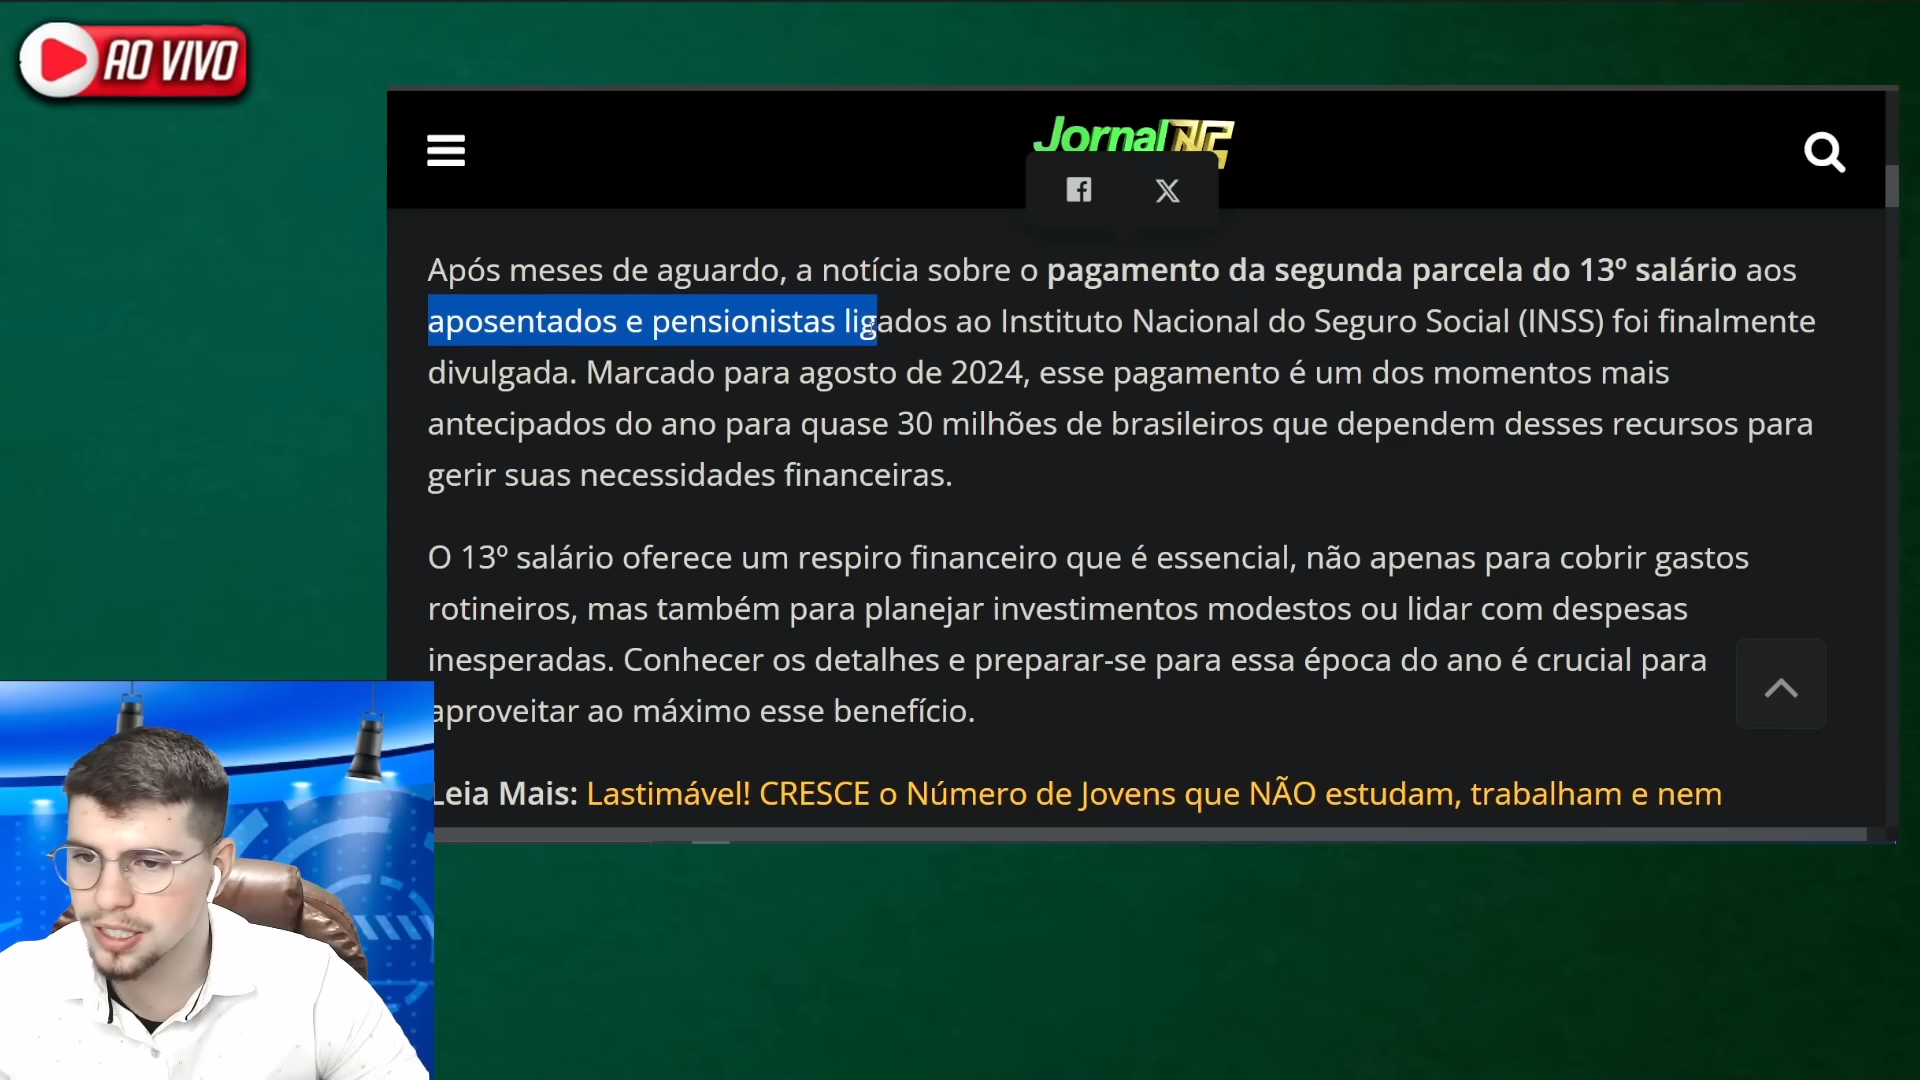 AO VIVO
Jornal NC
Após meses de aguardo, a notícia sobre o pagamento da segunda parcela do 13º salário aos
aposentados e pensionistas ligados ao Instituto Nacional do Seguro Social (INSS) foi finalmente
divulgada. Marcado para agosto de 2024, esse pagamento é um dos momentos mais
antecipados do ano para quase 30 milhões de brasileiros que dependem desses recursos para
gerir suas necessidades financeiras.
O 13º salário oferece um respiro financeiro que é essencial, não apenas para cobrir gastos
rotineiros, mas também para planejar investimentos modestos ou lidar com despesas
inesperadas. Conhecer os detalhes e preparar-se para essa época do ano é crucial para
aproveitar ao máximo esse benefício.
Leia Mais: Lastimável! CRESCE o Número de Jovens que NÃO estudam, trabalham e nem